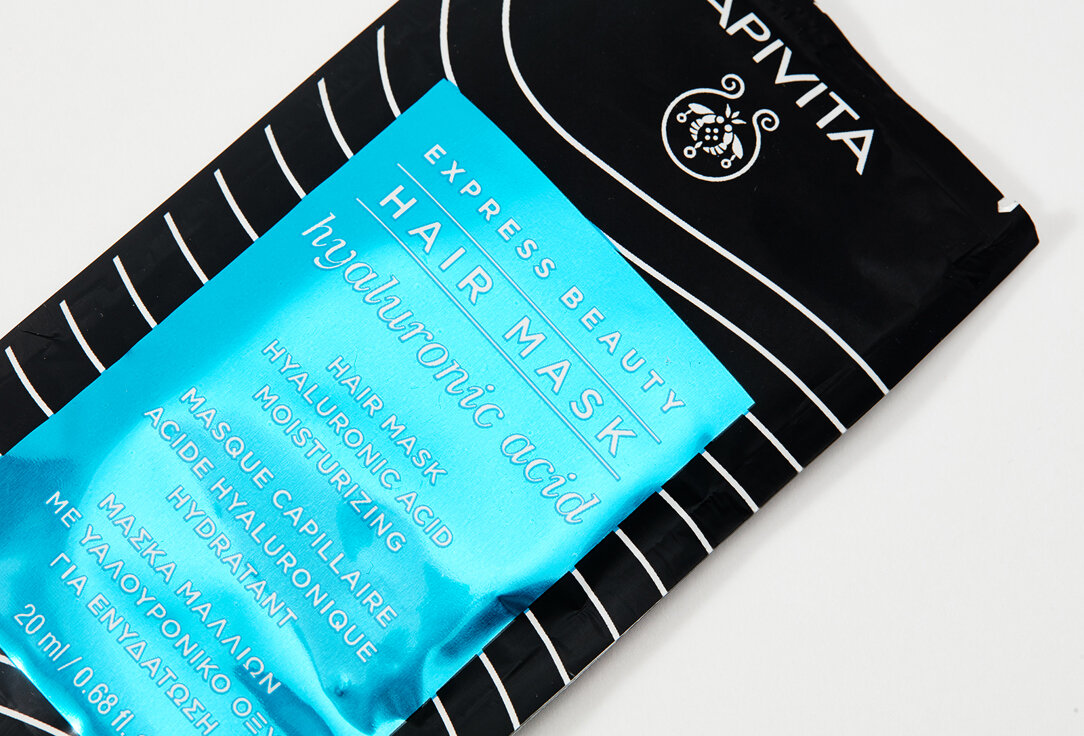 APIVITA
EXPRESS BEAUTY
HAIR MASK
hyaluronic acid
HAIR MASK
HYALURONIC ACID
MOISTURIZING
MASQUE CAPILLAIRE
ACIDE HYALURONIQUE
HYDRATANT
ΜΑΣΚΑ ΜΑΛΛΙΩΝ
ΜΕ ΥΑΛΟΥΡΟΝΙΚΟ ΟΞΥ
ΓΙΑ ΕΝΥΔΑΤΩΣΗ
20 ml / 0.68 fl.